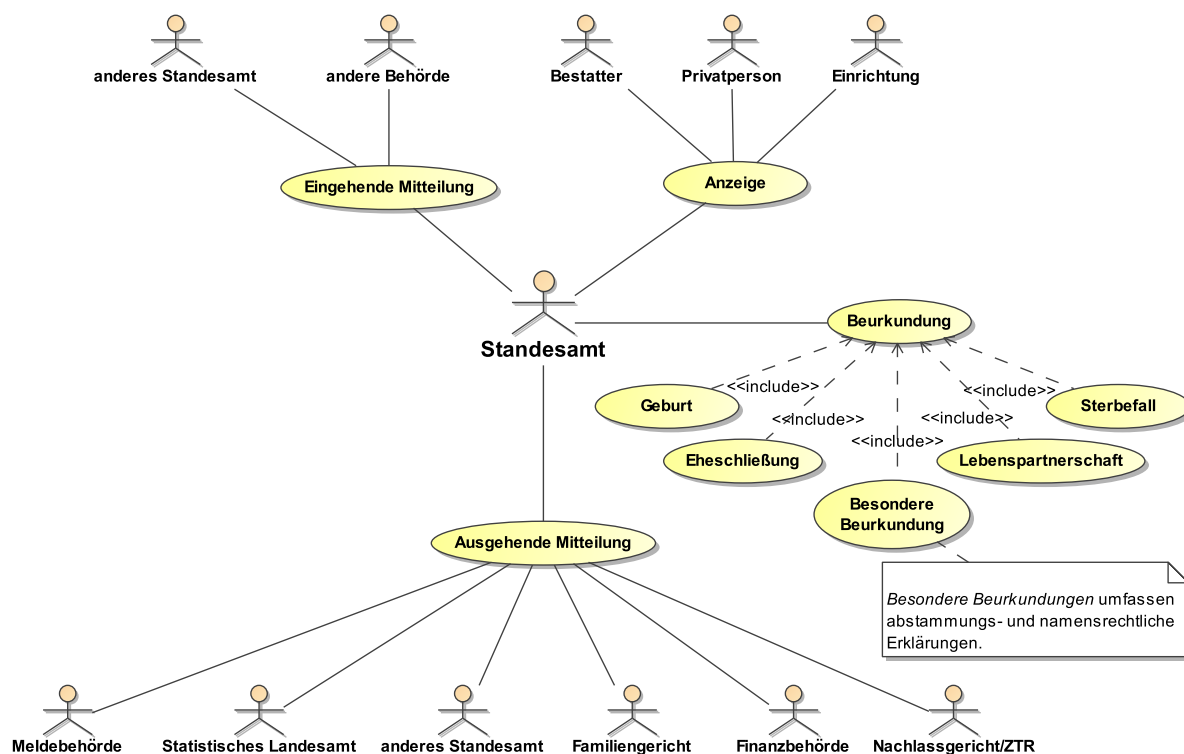 anderes Standesamt
andere Behörde
Bestatter
Privatperson
Einrichtung
Eingehende Mitteilung
Anzeige
Standesamt
Beurkundung
<<include>>
<<include>>
<<include>>
<<include>>
<<include>>
Geburt
Sterbefall
Eheschließung
Lebenspartnerschaft
Besondere
Beurkundung
Ausgehende Mitteilung
Besondere Beurkundungen umfassen
abstammungs- und namensrechtliche
Erklärungen.
Meldebehörde
Statistisches Landesamt
anderes Standesamt
Familiengericht
Finanzbehörde
Nachlassgericht/ZTR